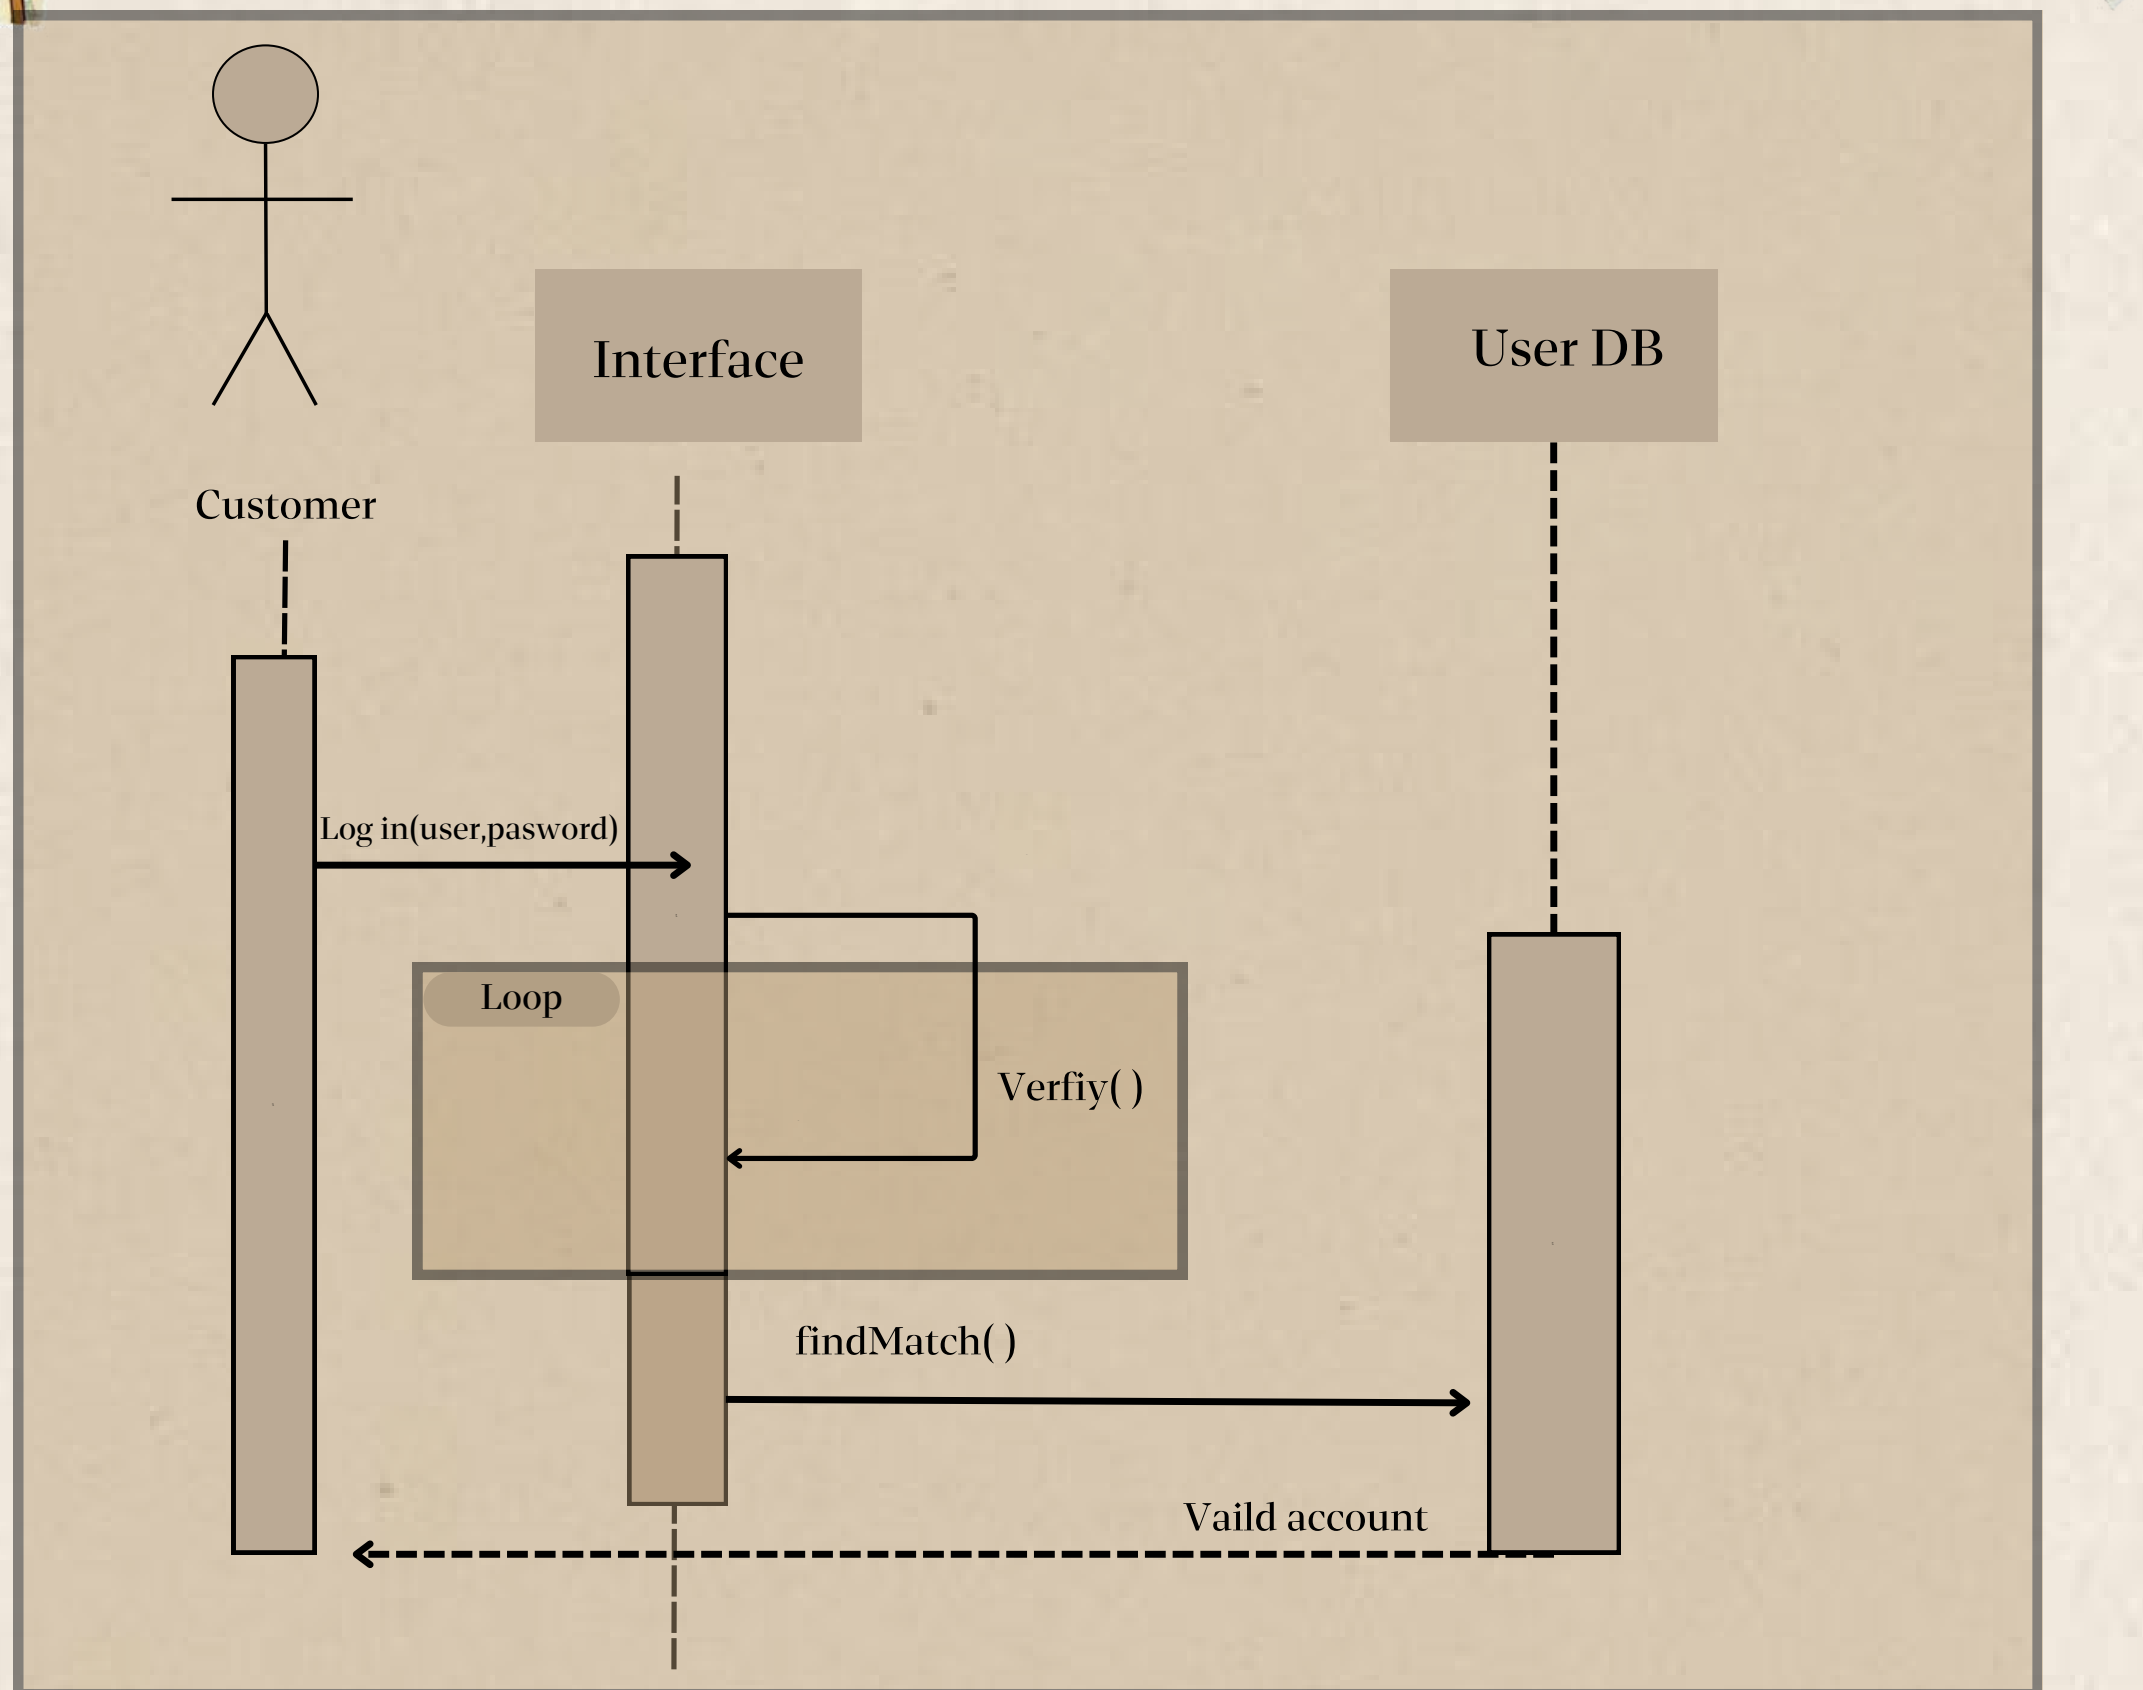 Interface
User DB
Customer
Log in(user,pasword)
Loop
Verfiy( )
findMatch( )
Vaild account